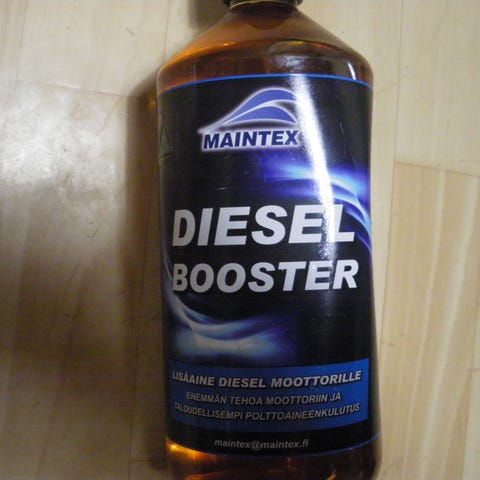 MAINTEX
DIESEL
BOOSTER
LISÄAINE DIESEL MOOTTORILLE
ENEMMÄN TEHOA MOOTTORIIN JA
TALOUDELLISEMPI POLTTOAINEENKULUTUS
maintex@maintex.fi